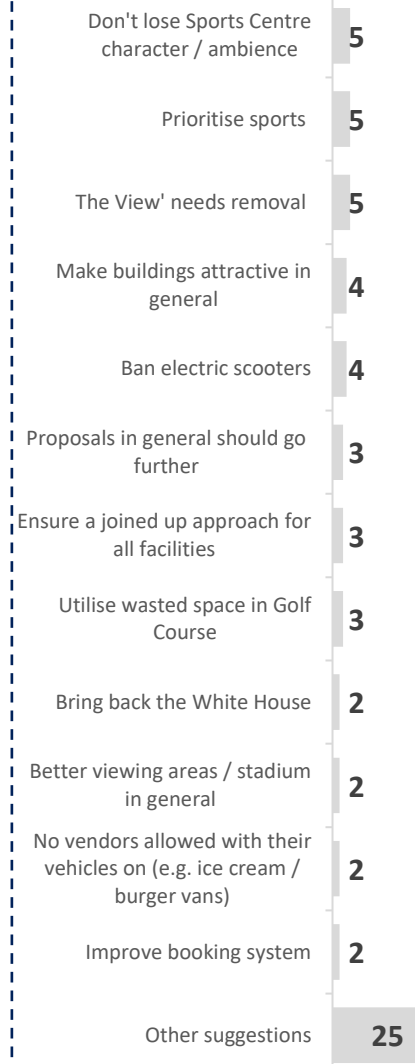 Don't lose Sports Centre
character / ambience
5
Prioritise sports
5
The View' needs removal
5
Make buildings attractive in
general
4
Ban electric scooters
4
Proposals in general should go
further
3
Ensure a joined up approach for
all facilities
3
Utilise wasted space in Golf
Course
3
Bring back the White House
2
Better viewing areas / stadium
in general
2
No vendors allowed with their
vehicles on (e.g. ice cream /
burger vans)
2
Improve booking system
2
Other suggestions
25